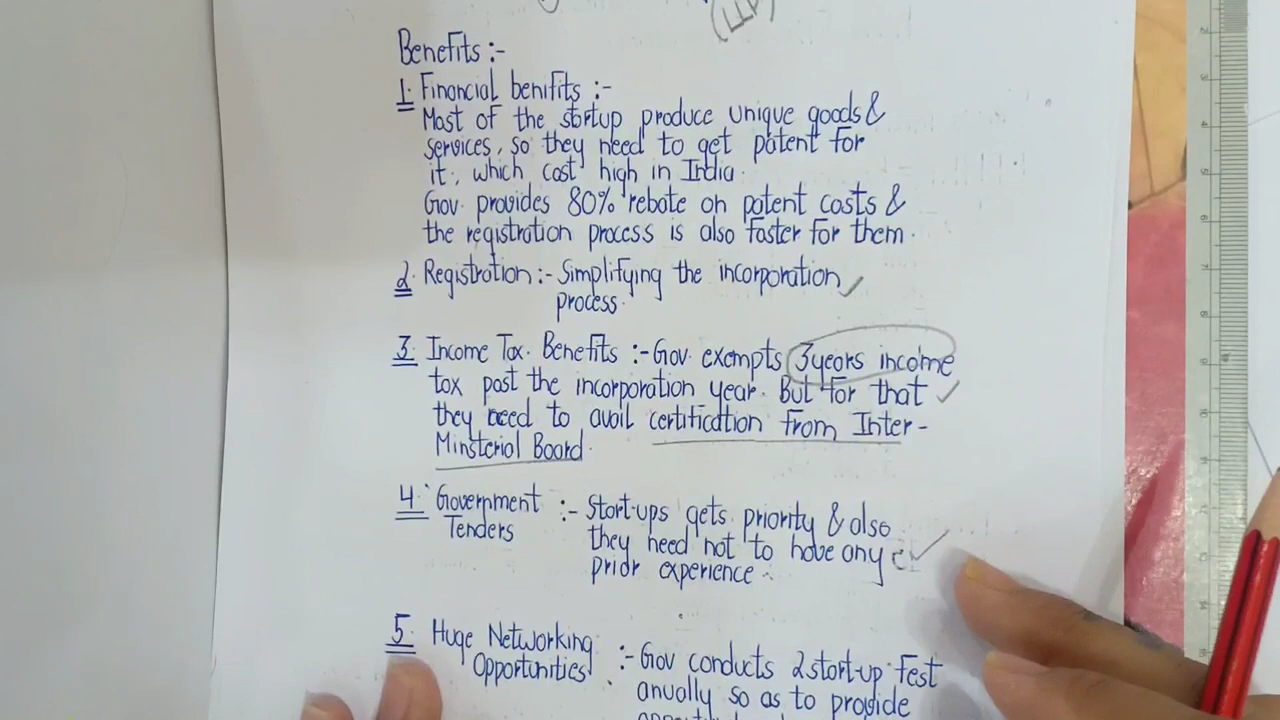 Benefits :-
1. Financial benifits :-
Most of the startup produce unique goods &
services, so they need to get patent for
it, which cost high in India.
Gov. provides 80% rebate on patent costs &
the registration process is also faster for them.
2. Registration :- Simplifying the incorporation
process.
3. Income Tax. Benefits :- Gov. exempts 3 years income
tax post the incorporation year. But for that
they need to avail certification from Inter-
Minsterial Board.
4. Government Tenders :- Start-ups gets priority & also
they need not to have any
prior experience.
5. Huge Networking Opportunities :- Gov conducts 2 start-up fest
anually so as to provide